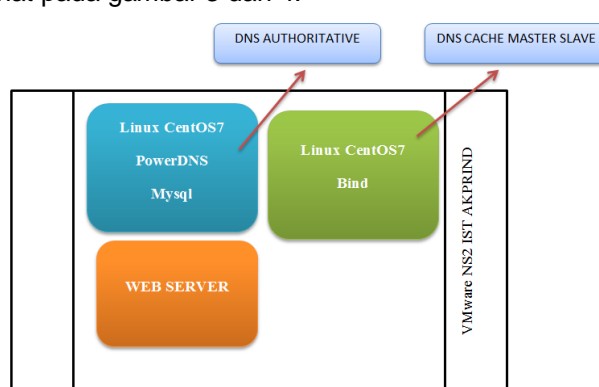 pada gambar 3 dan 4.
DNS AUTHORITATIVE
DNS CACHE MASTER SLAVE
Linux CentOS7
PowerDNS
Mysql
Linux CentOS7
Bind
WEB SERVER
VMware NS2 IST AKPRIND